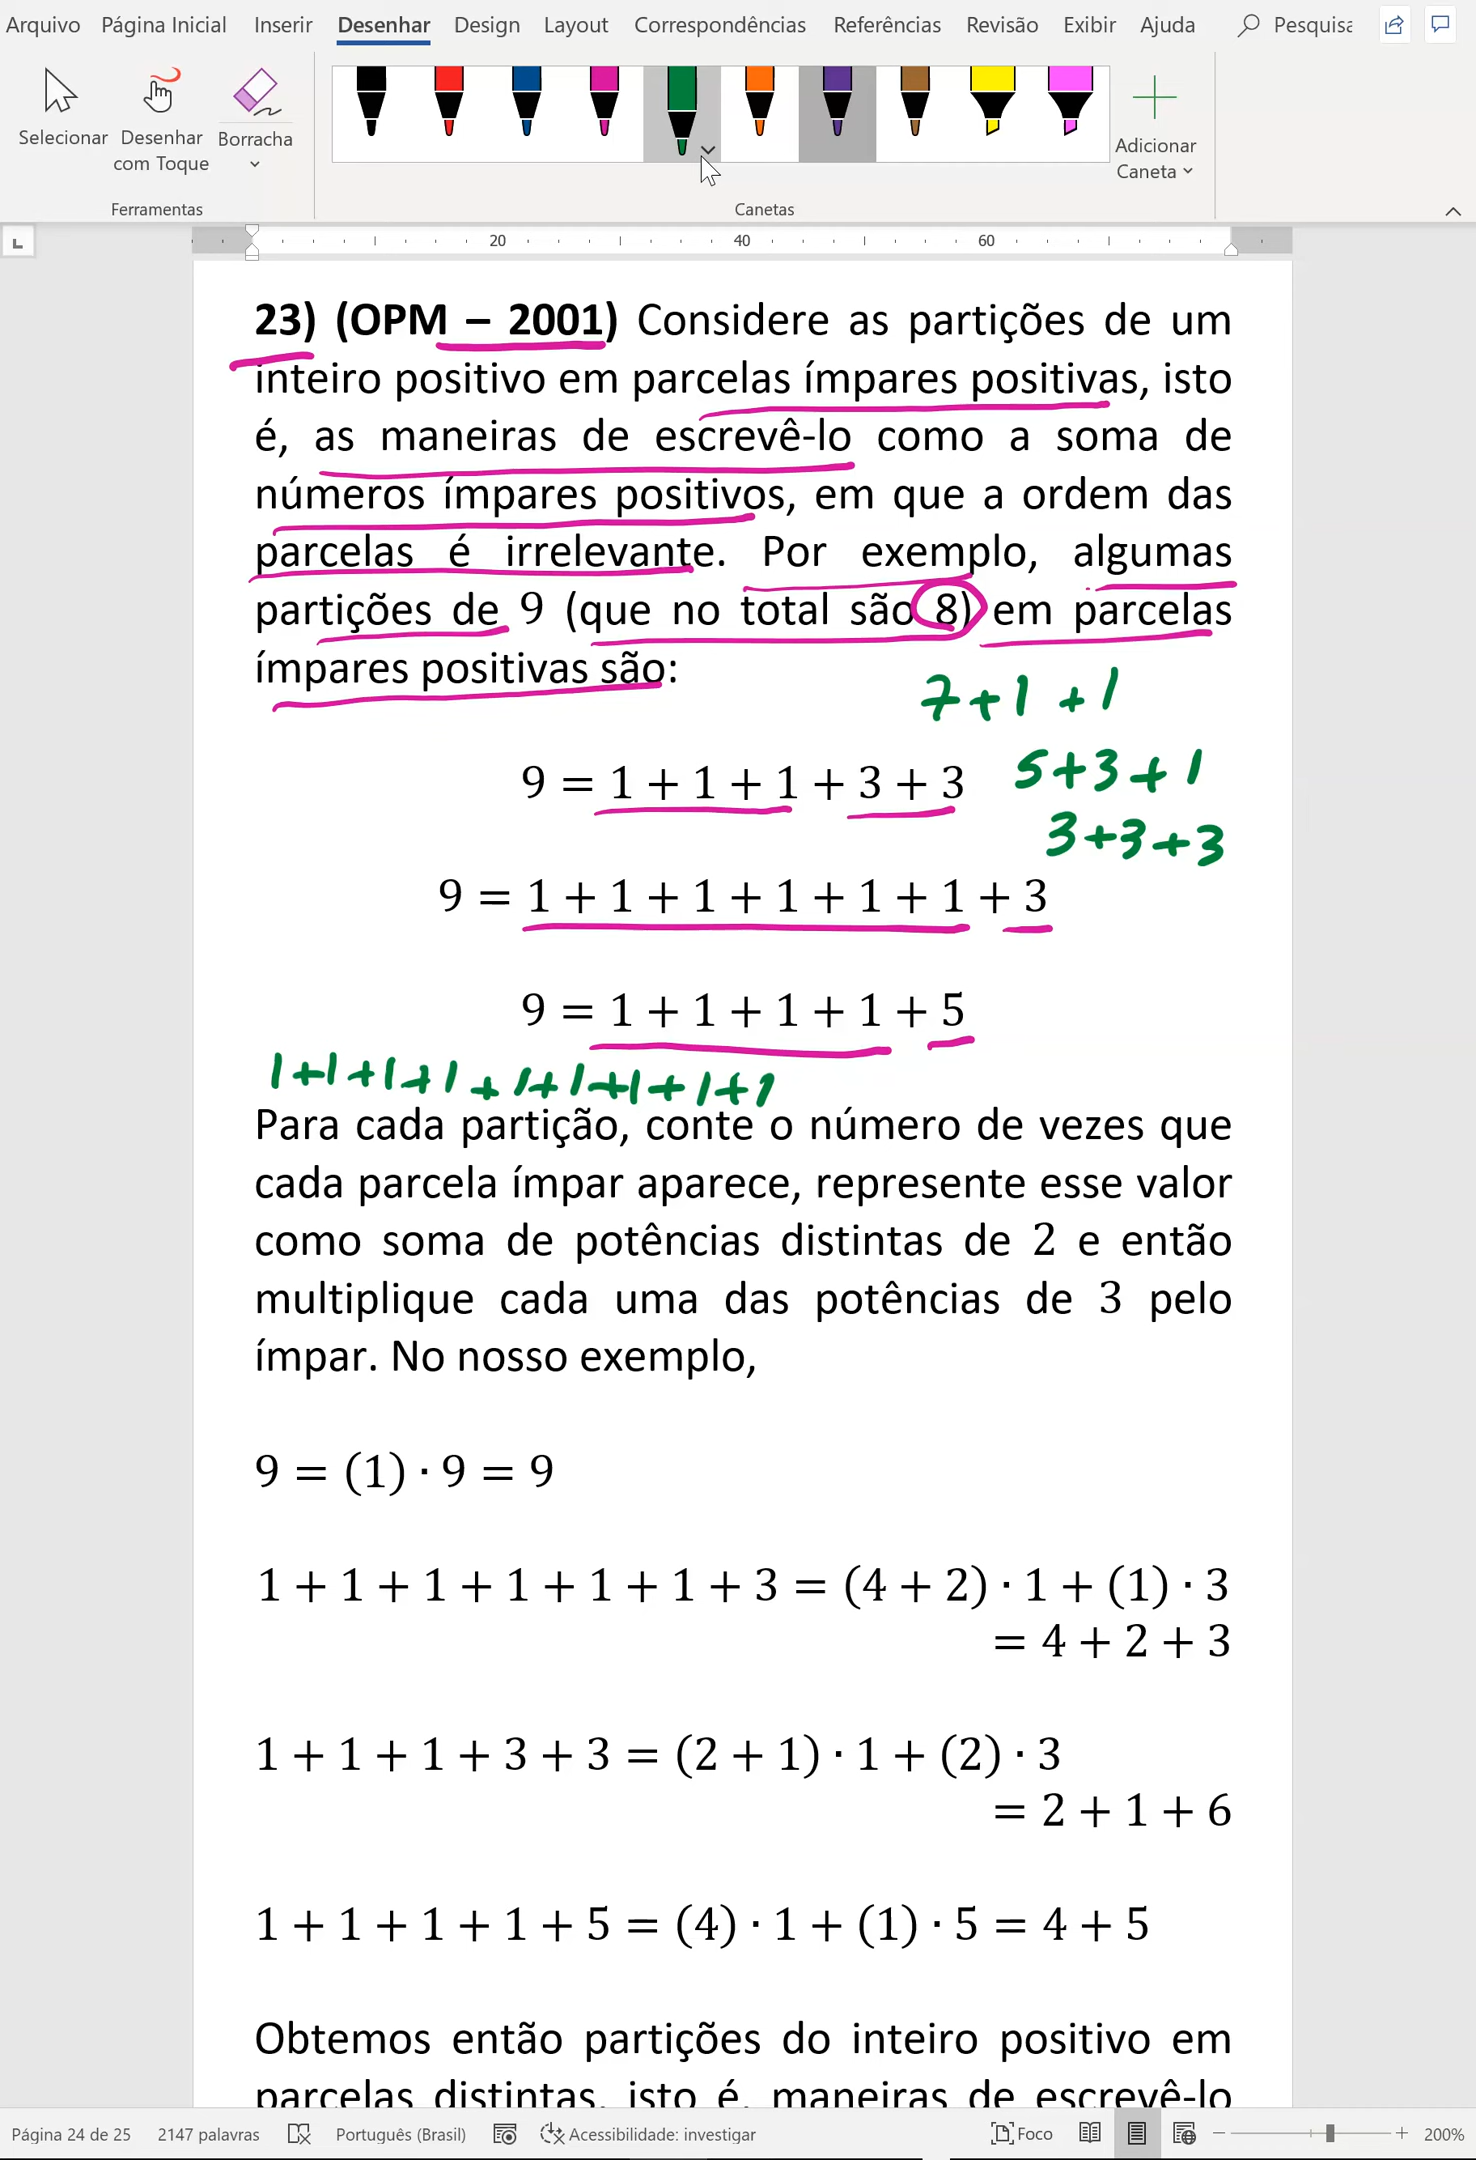 Arquivo Página Inicial Inserir Desenhar Design Layout Correspondências Referências Revisão Exibir Ajuda Pesquisa
Selecionar
Desenhar com Toque
Borracha
Adicionar Caneta
Ferramentas
Canetas
20 40 60
23) (OPM – 2001) Considere as partições de um
inteiro positivo em parcelas ímpares positivas, isto
é, as maneiras de escrevê-lo como a soma de
números ímpares positivos, em que a ordem das
parcelas é irrelevante. Por exemplo, algumas
partições de 9 (que no total são 8) em parcelas
ímpares positivas são:
7+1+1
9 = 1 + 1 + 1 + 3 + 3
5+3+1
3+3+3
9 = 1 + 1 + 1 + 1 + 1 + 1 + 3
9 = 1 + 1 + 1 + 1 + 5
1+1+1+1+1+1+1+1+1
Para cada partição, conte o número de vezes que
cada parcela ímpar aparece, represente esse valor
como soma de potências distintas de 2 e então
multiplique cada uma das potências de 3 pelo
ímpar. No nosso exemplo,
9 = (1) · 9 = 9
1 + 1 + 1 + 1 + 1 + 1 + 3 = (4 + 2) · 1 + (1) · 3
= 4 + 2 + 3
1 + 1 + 1 + 3 + 3 = (2 + 1) · 1 + (2) · 3
= 2 + 1 + 6
1 + 1 + 1 + 1 + 5 = (4) · 1 + (1) · 5 = 4 + 5
Obtemos então partições do inteiro positivo em
parcelas distintas, isto é, maneiras de escrevê-lo
Página 24 de 25 2147 palavras Português (Brasil) Acessibilidade: investigar Foco 200%